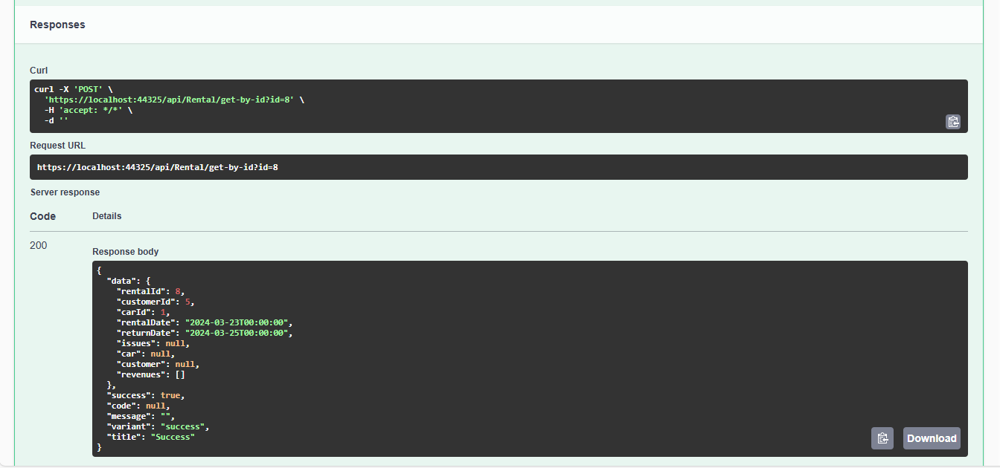 Responses
Curl
curl -X 'POST' \
  'https://localhost:44325/api/Rental/get-by-id?id=8' \
  -H 'accept: */*' \
  -d ''
Request URL
https://localhost:44325/api/Rental/get-by-id?id=8
Server response
Code Details
200
Response body
{
  "data": {
    "rentalId": 8,
    "customerId": 5,
    "carId": 1,
    "rentalDate": "2024-03-23T00:00:00",
    "returnDate": "2024-03-25T00:00:00",
    "issues": null,
    "car": null,
    "customer": null,
    "revenues": []
  },
  "success": true,
  "code": null,
  "message": "",
  "variant": "success",
  "title": "Success"
}
Download